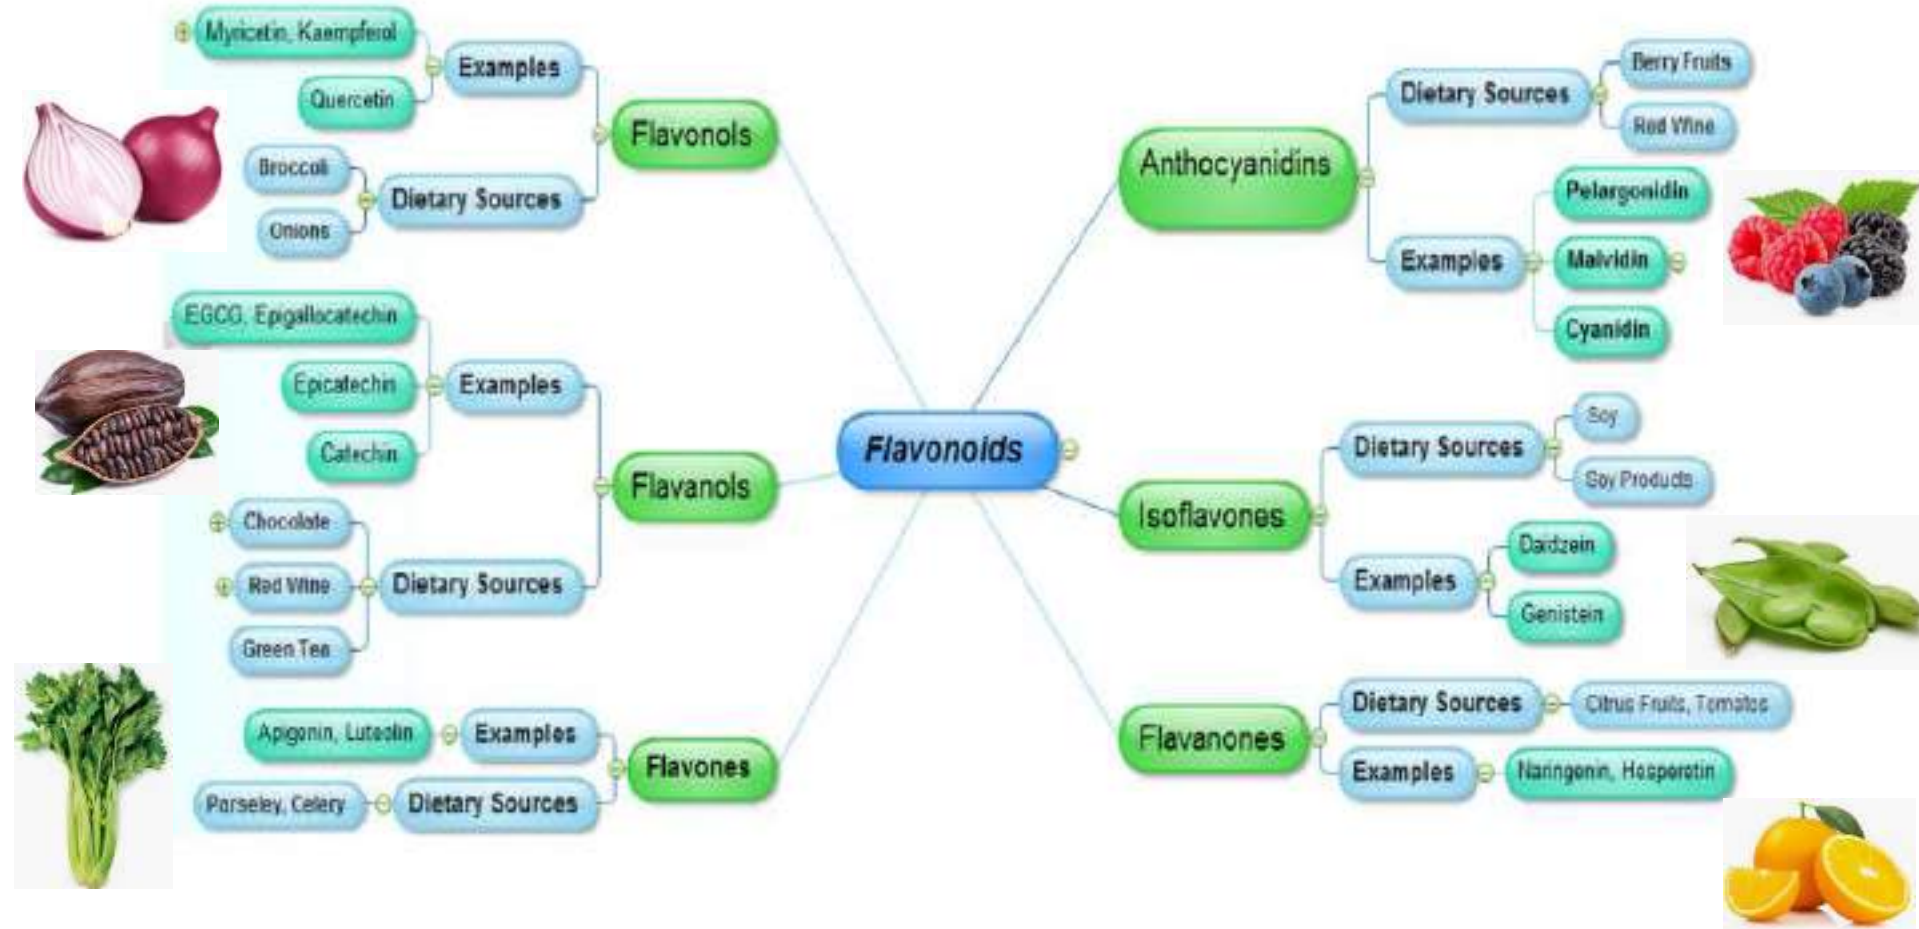 Myricetin, Kaempferol
Examples
Quercetin
Flavonols
Broccoli
Dietary Sources
Onions
EGCG, Epigallocatechin
Epicatechin
Examples
Catechin
Flavanols
Chocolate
Red Wine
Dietary Sources
Green Tea
Apigenin, Luteolin
Examples
Flavones
Parseley, Celery
Dietary Sources
Flavonoids
Anthocyanidins
Dietary Sources
Berry Fruits
Red Wine
Pelargonidin
Examples
Malvidin
Cyanidin
Isoflavones
Dietary Sources
Soy
Soy Products
Daidzein
Examples
Genistein
Flavanones
Dietary Sources
Citrus Fruits, Tomatos
Examples
Naringenin, Hesperetin